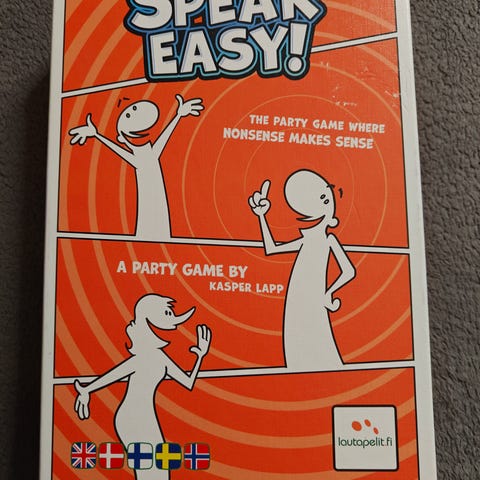 SPEAK
EASY!
THE PARTY GAME WHERE
NONSENSE MAKES SENSE
A PARTY GAME BY
KASPER LAPP
lautapelit.fi